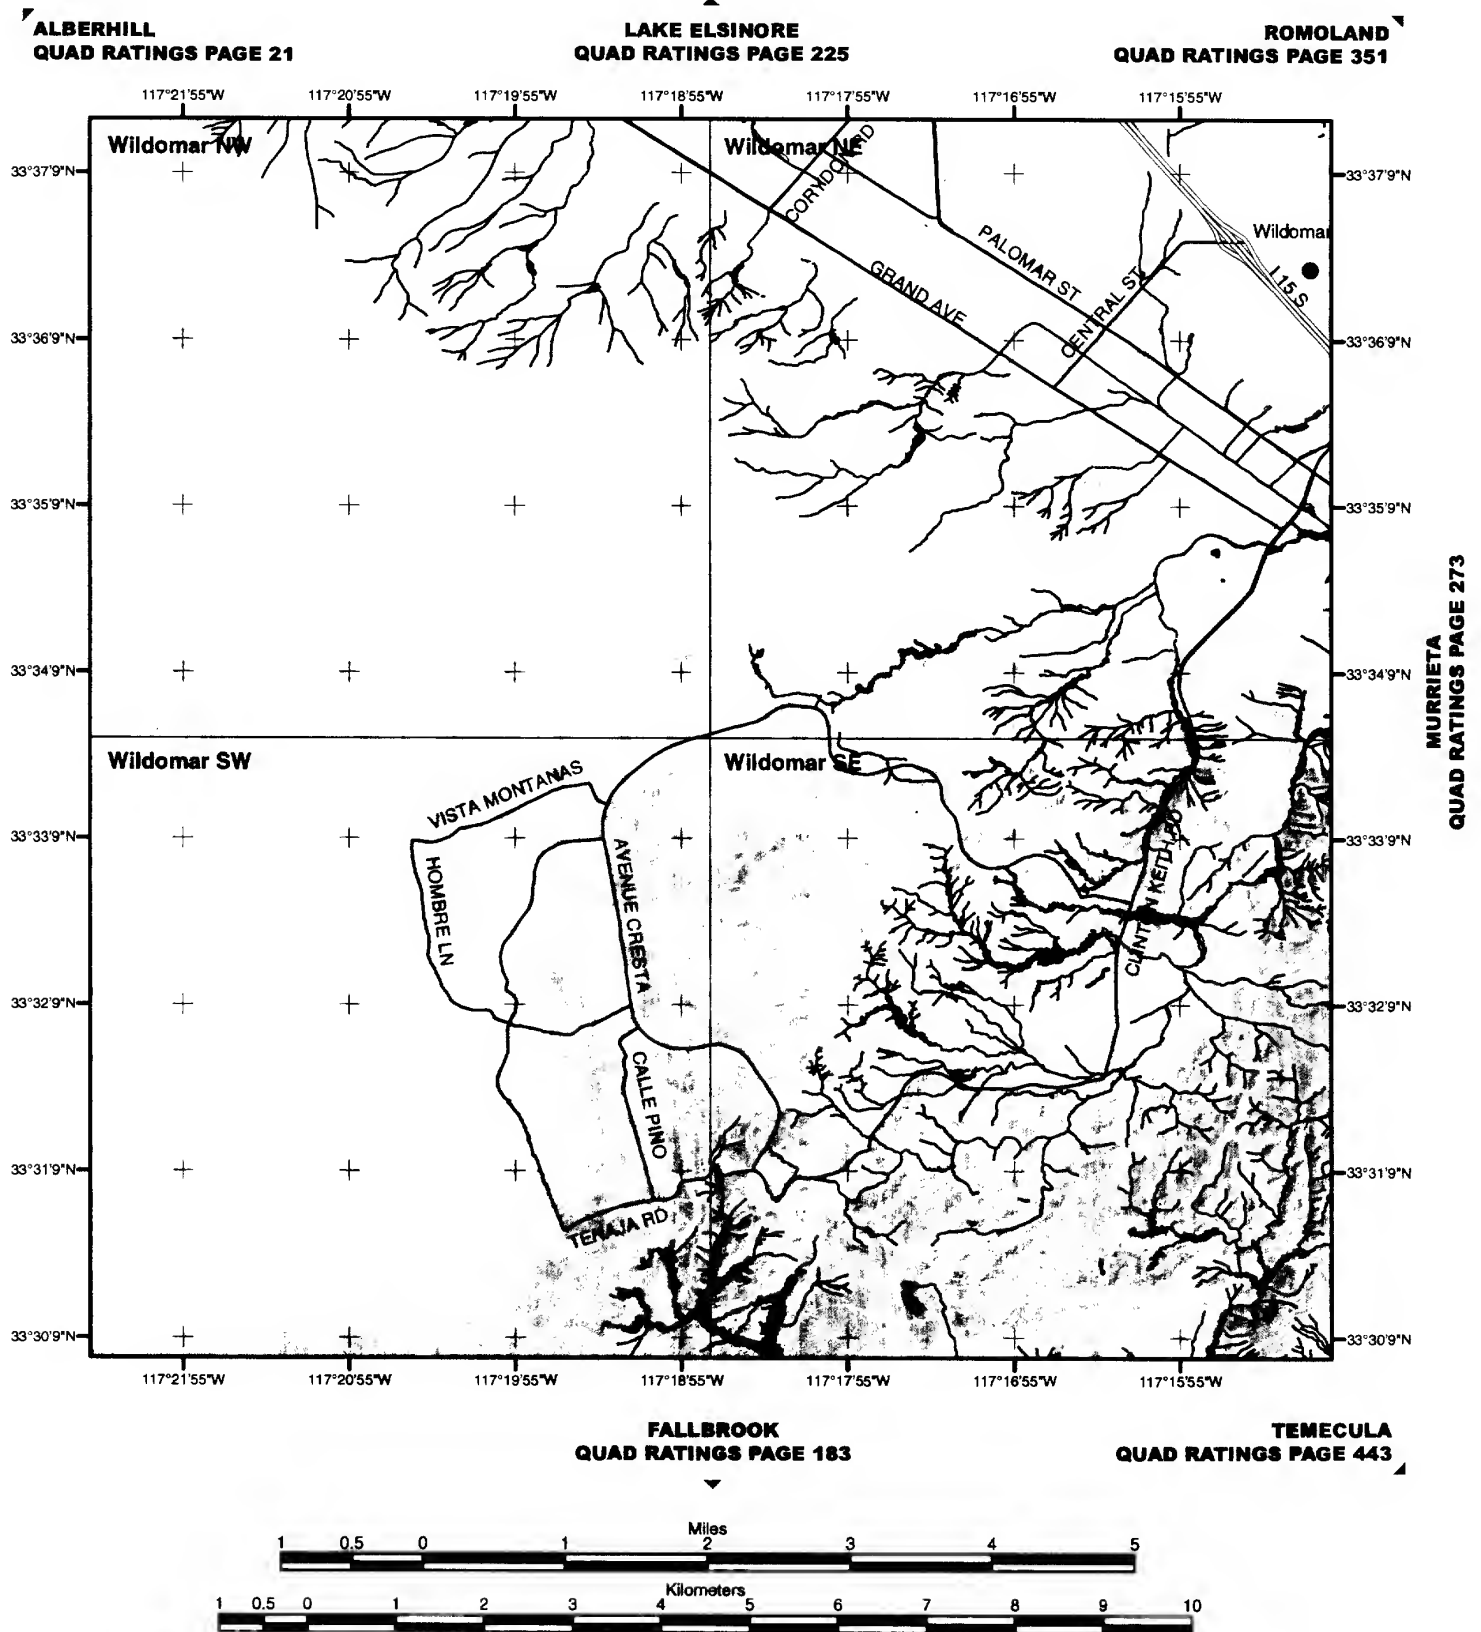 ALBERHILL
QUAD RATINGS PAGE 21
LAKE ELSINORE
QUAD RATINGS PAGE 225
ROMOLAND
QUAD RATINGS PAGE 351
117°21'55"W 117°20'55"W 117°19'55"W 117°18'55"W 117°17'55"W 117°16'55"W 117°15'55"W
Wildomar NW
Wildomar NE
CORYDON RD
33°37'9"N
33°37'9"N
PALOMAR ST
Wildomar
GRAND AVE
CENTRAL ST
I 15 S
33°36'9"N
33°36'9"N
33°35'9"N
33°35'9"N
MURRIETA
QUAD RATINGS PAGE 273
33°34'9"N
33°34'9"N
Wildomar SW
Wildomar SE
VISTA MONTANAS
33°33'9"N
33°33'9"N
HOMBRE LN
AVENUE CRESTA
CLINTON KEITH RD
33°32'9"N
33°32'9"N
CALLE PINO
33°31'9"N
33°31'9"N
TENAJA RD
33°30'9"N
33°30'9"N
117°21'55"W 117°20'55"W 117°19'55"W 117°18'55"W 117°17'55"W 117°16'55"W 117°15'55"W
FALLBROOK
QUAD RATINGS PAGE 183
TEMECULA
QUAD RATINGS PAGE 443
Miles
1 0.5 0 1 2 3 4 5
Kilometers
1 0.5 0 1 2 3 4 5 6 7 8 9 10